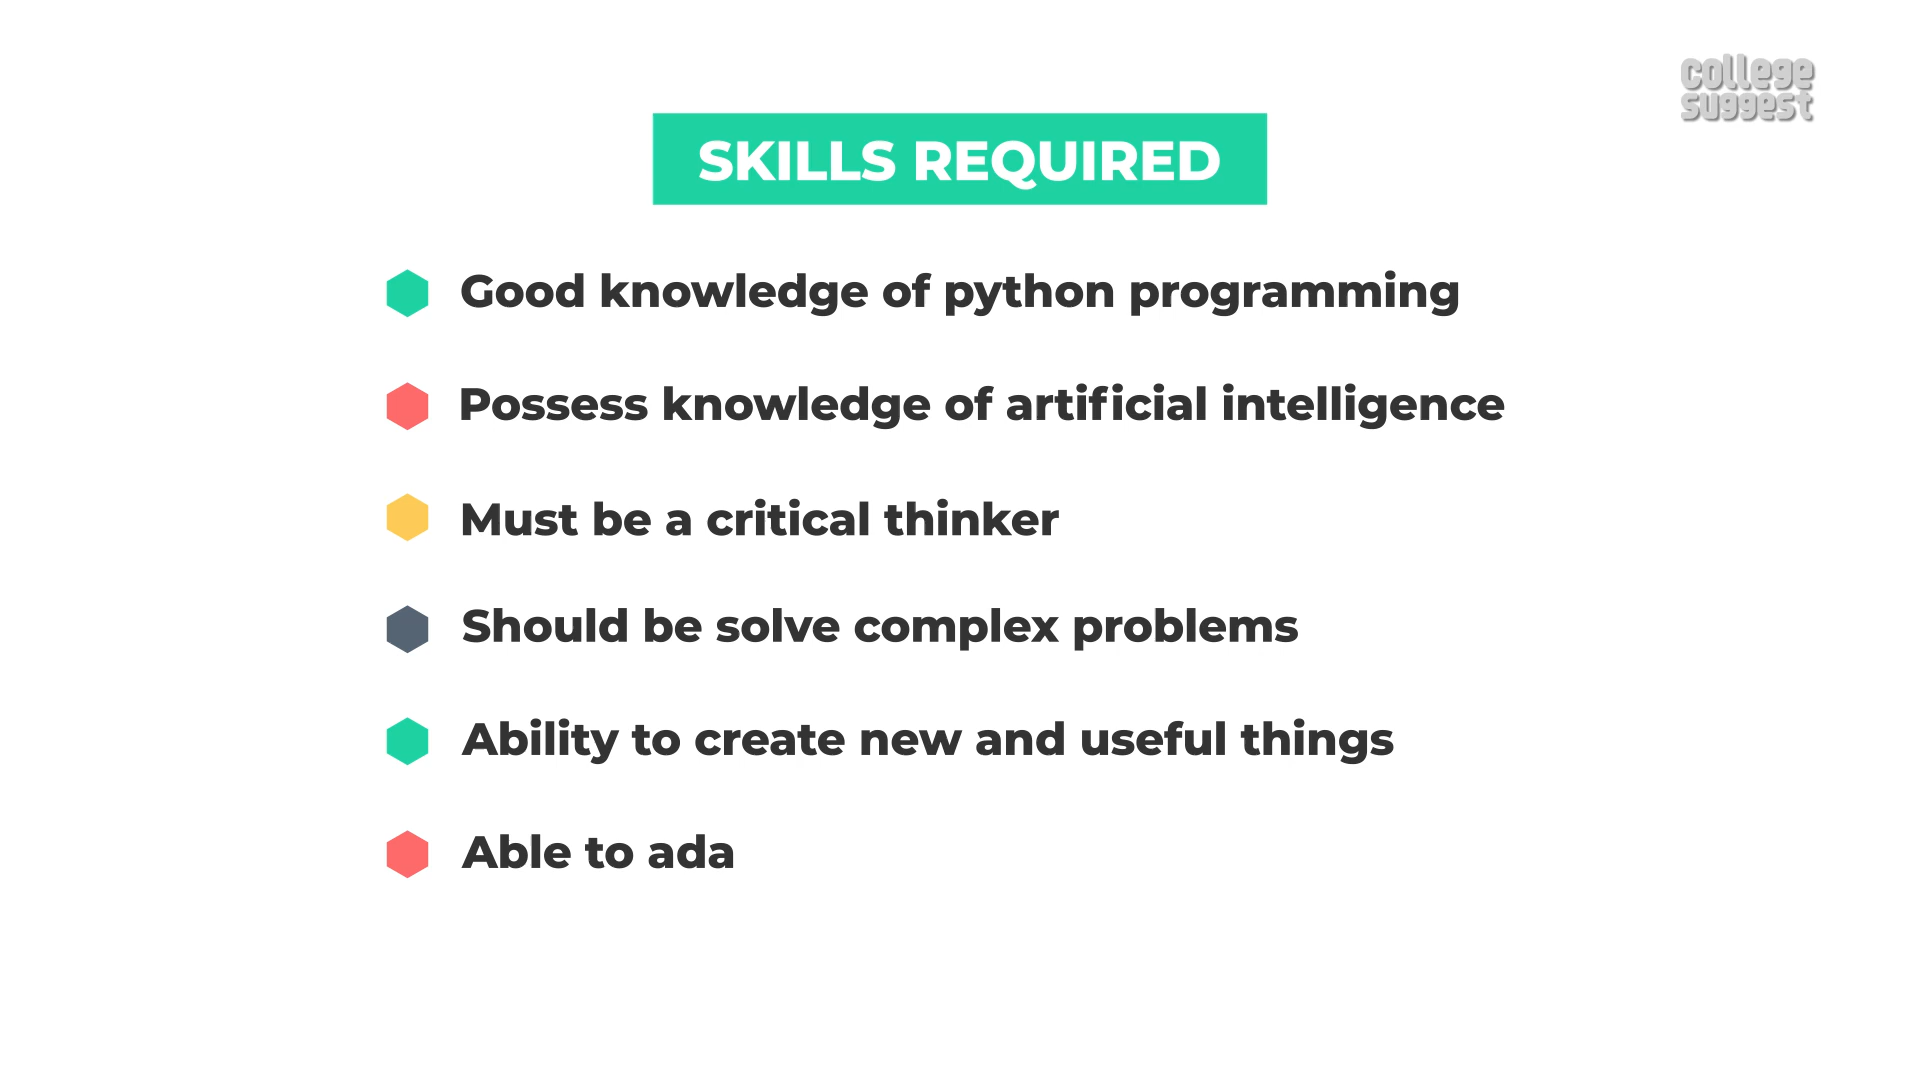 college
suggest
SKILLS REQUIRED
Good knowledge of python programming
Possess knowledge of artificial intelligence
Must be a critical thinker
Should be solve complex problems
Ability to create new and useful things
Able to ada